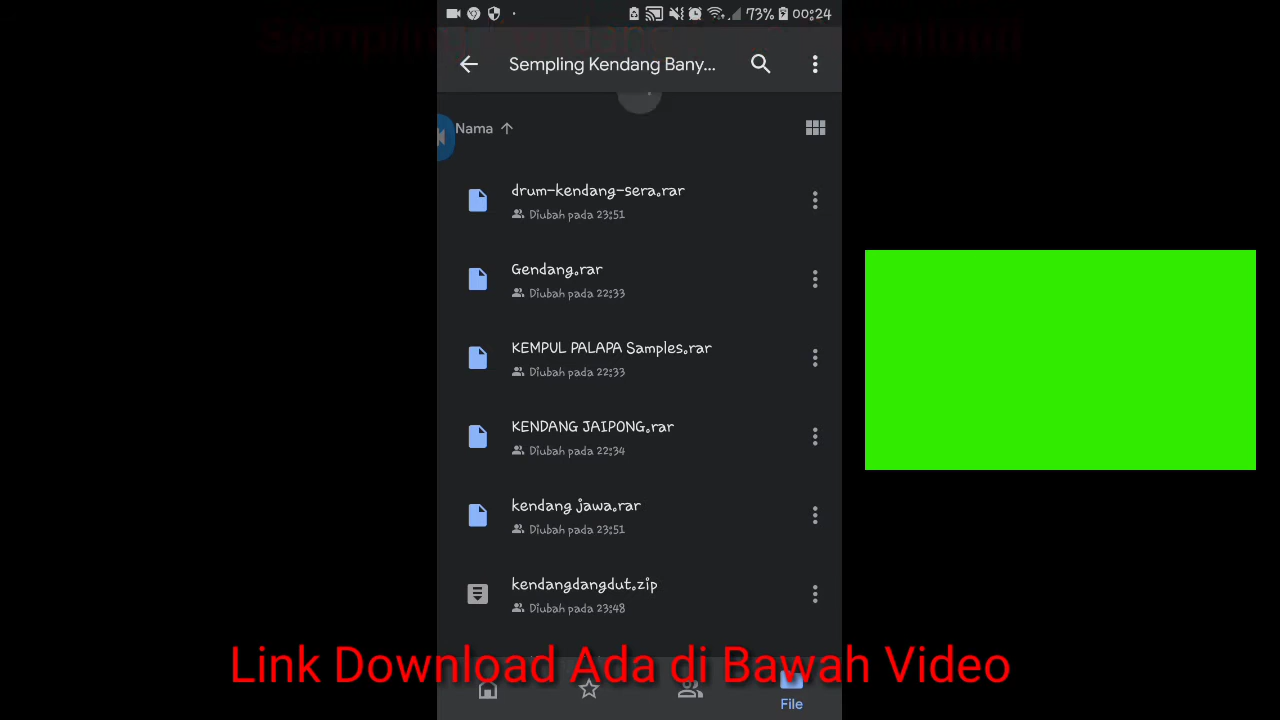 73% 00:24
Sempling Kendang Bany...
Nama
drum-kendang-sera.rar
Diubah pada 23:51
Gendang.rar
Diubah pada 22:33
KEMPUL PALAPA Samples.rar
Diubah pada 22:33
KENDANG JAIPONG.rar
Diubah pada 22:34
kendang jawa.rar
Diubah pada 23:51
kendangdangdut.zip
Diubah pada 23:48
Link Download Ada di Bawah Video
File